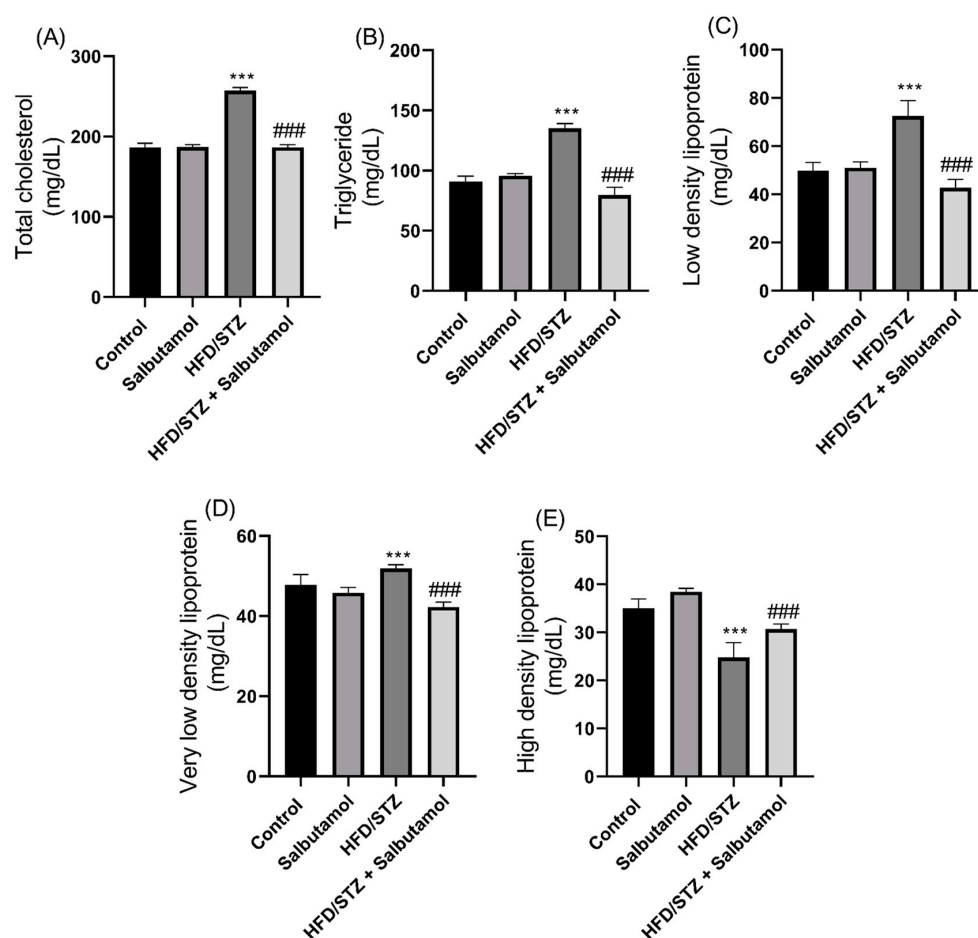 (A)
Total cholesterol
(mg/dL)
300
200
100
0
***
###
Control
Salbutamol
HFD/STZ
HFD/STZ + Salbutamol
(B)
Triglyceride
(mg/dL)
200
150
100
50
0
***
###
Control
Salbutamol
HFD/STZ
HFD/STZ + Salbutamol
(C)
Low density lipoprotein
(mg/dL)
100
80
60
40
20
0
***
###
Control
Salbutamol
HFD/STZ
HFD/STZ + Salbutamol
(D)
Very low density lipoprotein
(mg/dL)
60
40
20
0
***
###
Control
Salbutamol
HFD/STZ
HFD/STZ + Salbutamol
(E)
High density lipoprotein
(mg/dL)
50
40
30
20
10
0
***
###
Control
Salbutamol
HFD/STZ
HFD/STZ + Salbutamol